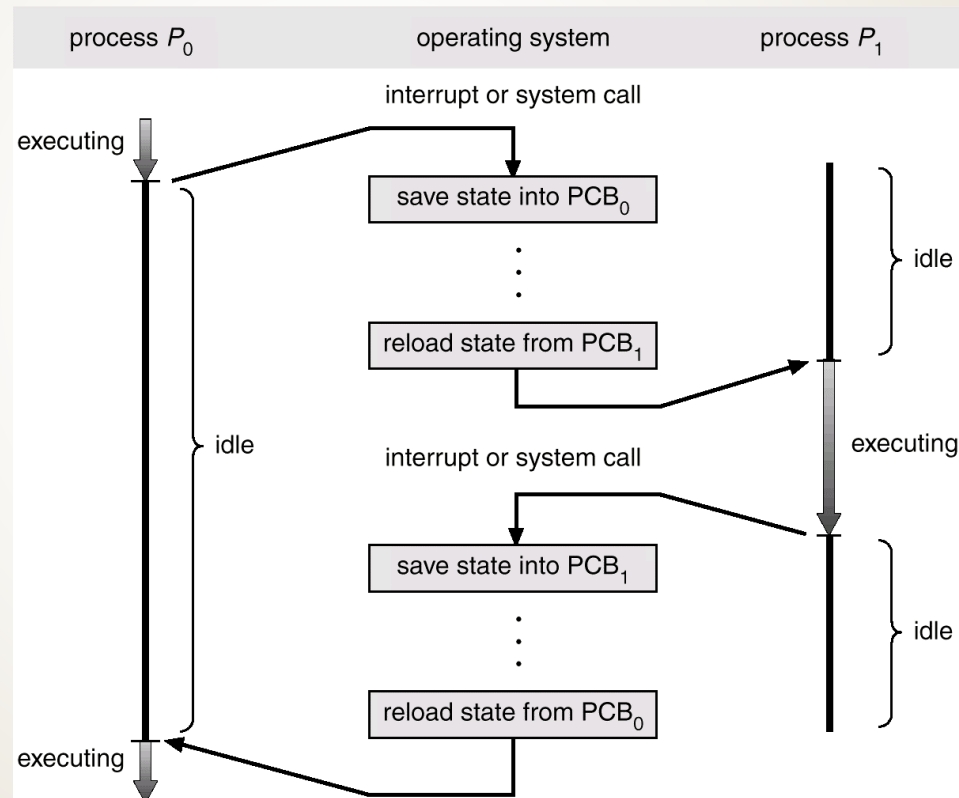 process P₀
operating system
process P₁
interrupt or system call
executing
save state into PCB₀
idle
reload state from PCB₁
idle
executing
interrupt or system call
save state into PCB₁
idle
reload state from PCB₀
executing